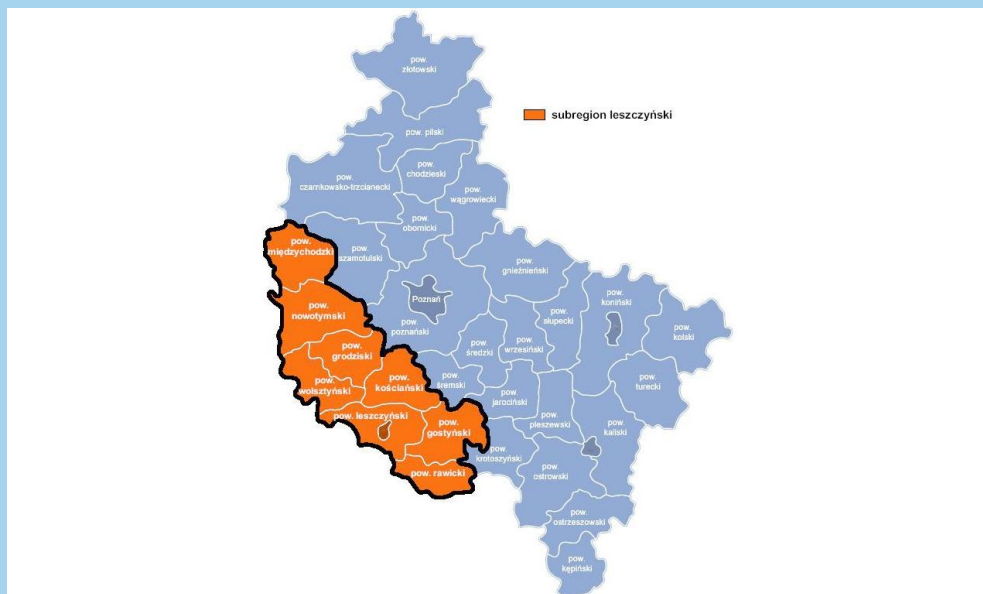 pow.
złotowski
subregion leszczyński
pow. pilski
pow.
chodzieski
pow.
czarnkowsko-trzcianecki
pow.
wągrowiecki
pow.
obornicki
pow.
międzychodzki
pow.
szamotulski
pow.
gnieźnieński
pow.
koniński
Poznań
pow.
nowotymski
pow.
słupecki
pow.
poznański
pow.
kolski
pow.
wrzesiński
pow.
średzki
pow.
grodziski
pow.
kościański
pow.
śremski
pow.
turecki
pow.
wolsztyński
pow.
jarociński
pow. leszczyński
pow.
pleszewski
pow.
gostyński
pow.
kaliski
pow.
krotoszyński
pow. rawicki
pow.
ostrowski
pow.
ostrzeszowski
pow.
kępiński